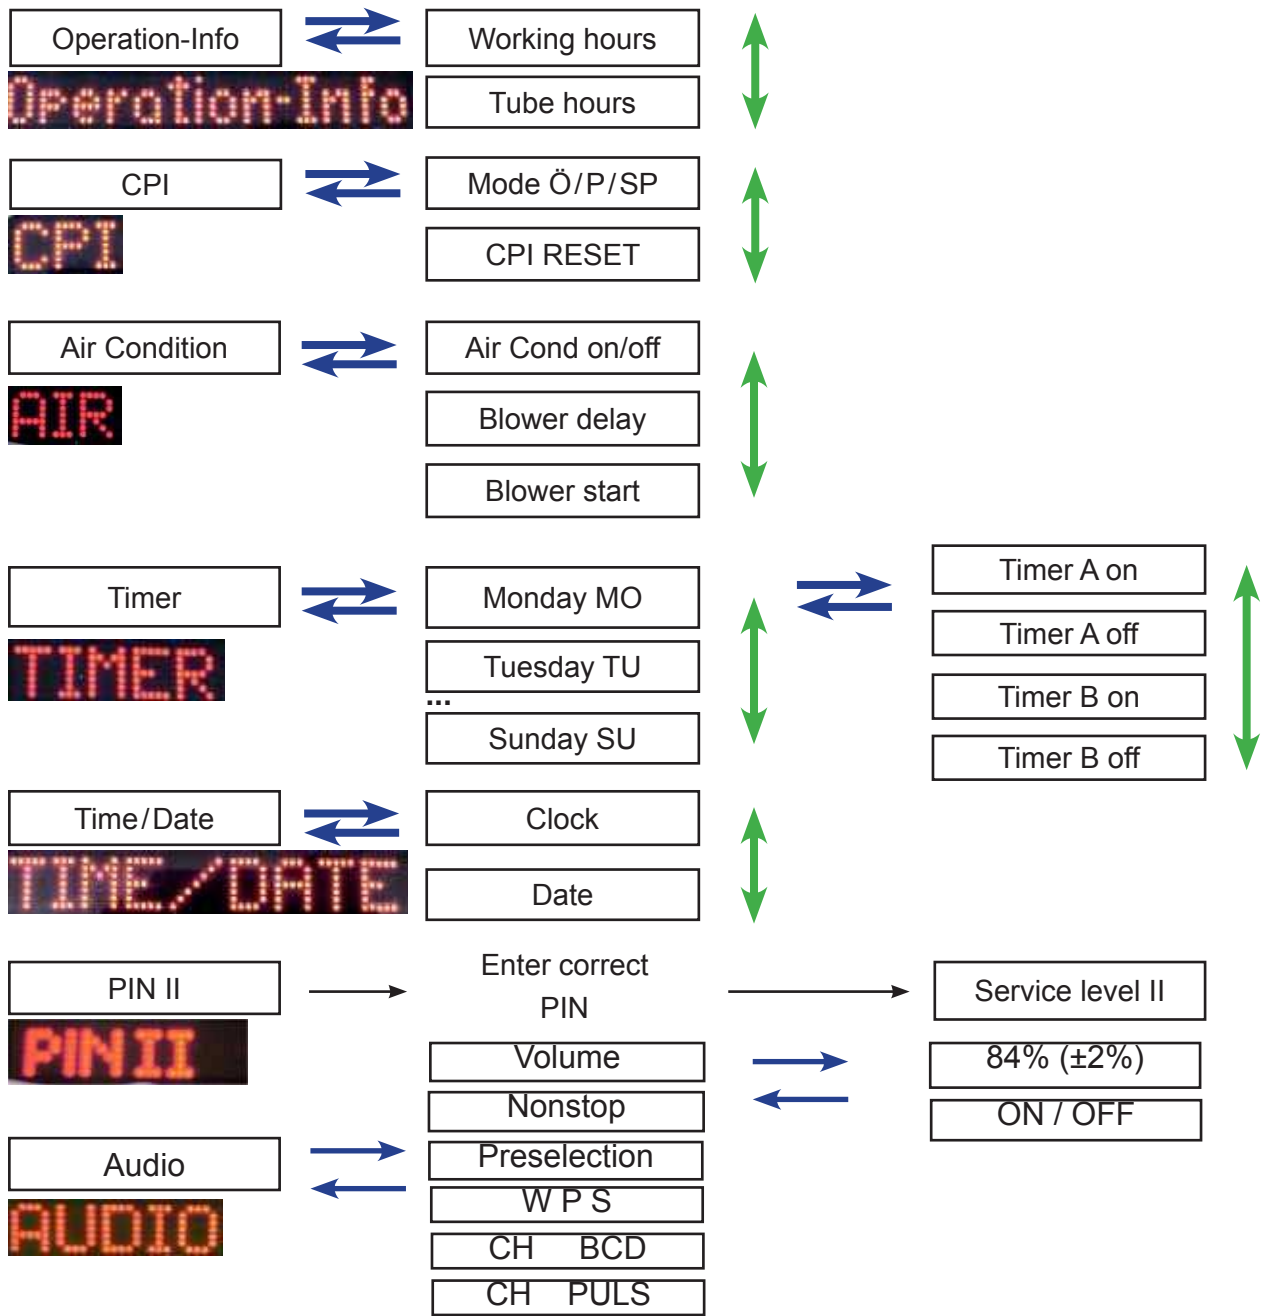 Operation-Info
Working hours
Operation-Info
Tube hours
CPI
Mode Ö/P/SP
CPI
CPI RESET
Air Condition
Air Cond on/off
AIR
Blower delay
Blower start
Timer
Monday MO
Timer A on
TIMER
Tuesday TU
Timer A off
...
Timer B on
Sunday SU
Timer B off
Time/Date
Clock
TIME/DATE
Date
PIN II
Enter correct
PIN
Service level II
PIN II
Volume
84% (±2%)
Nonstop
ON / OFF
Audio
Preselection
AUDIO
W P S
CH BCD
CH PULS